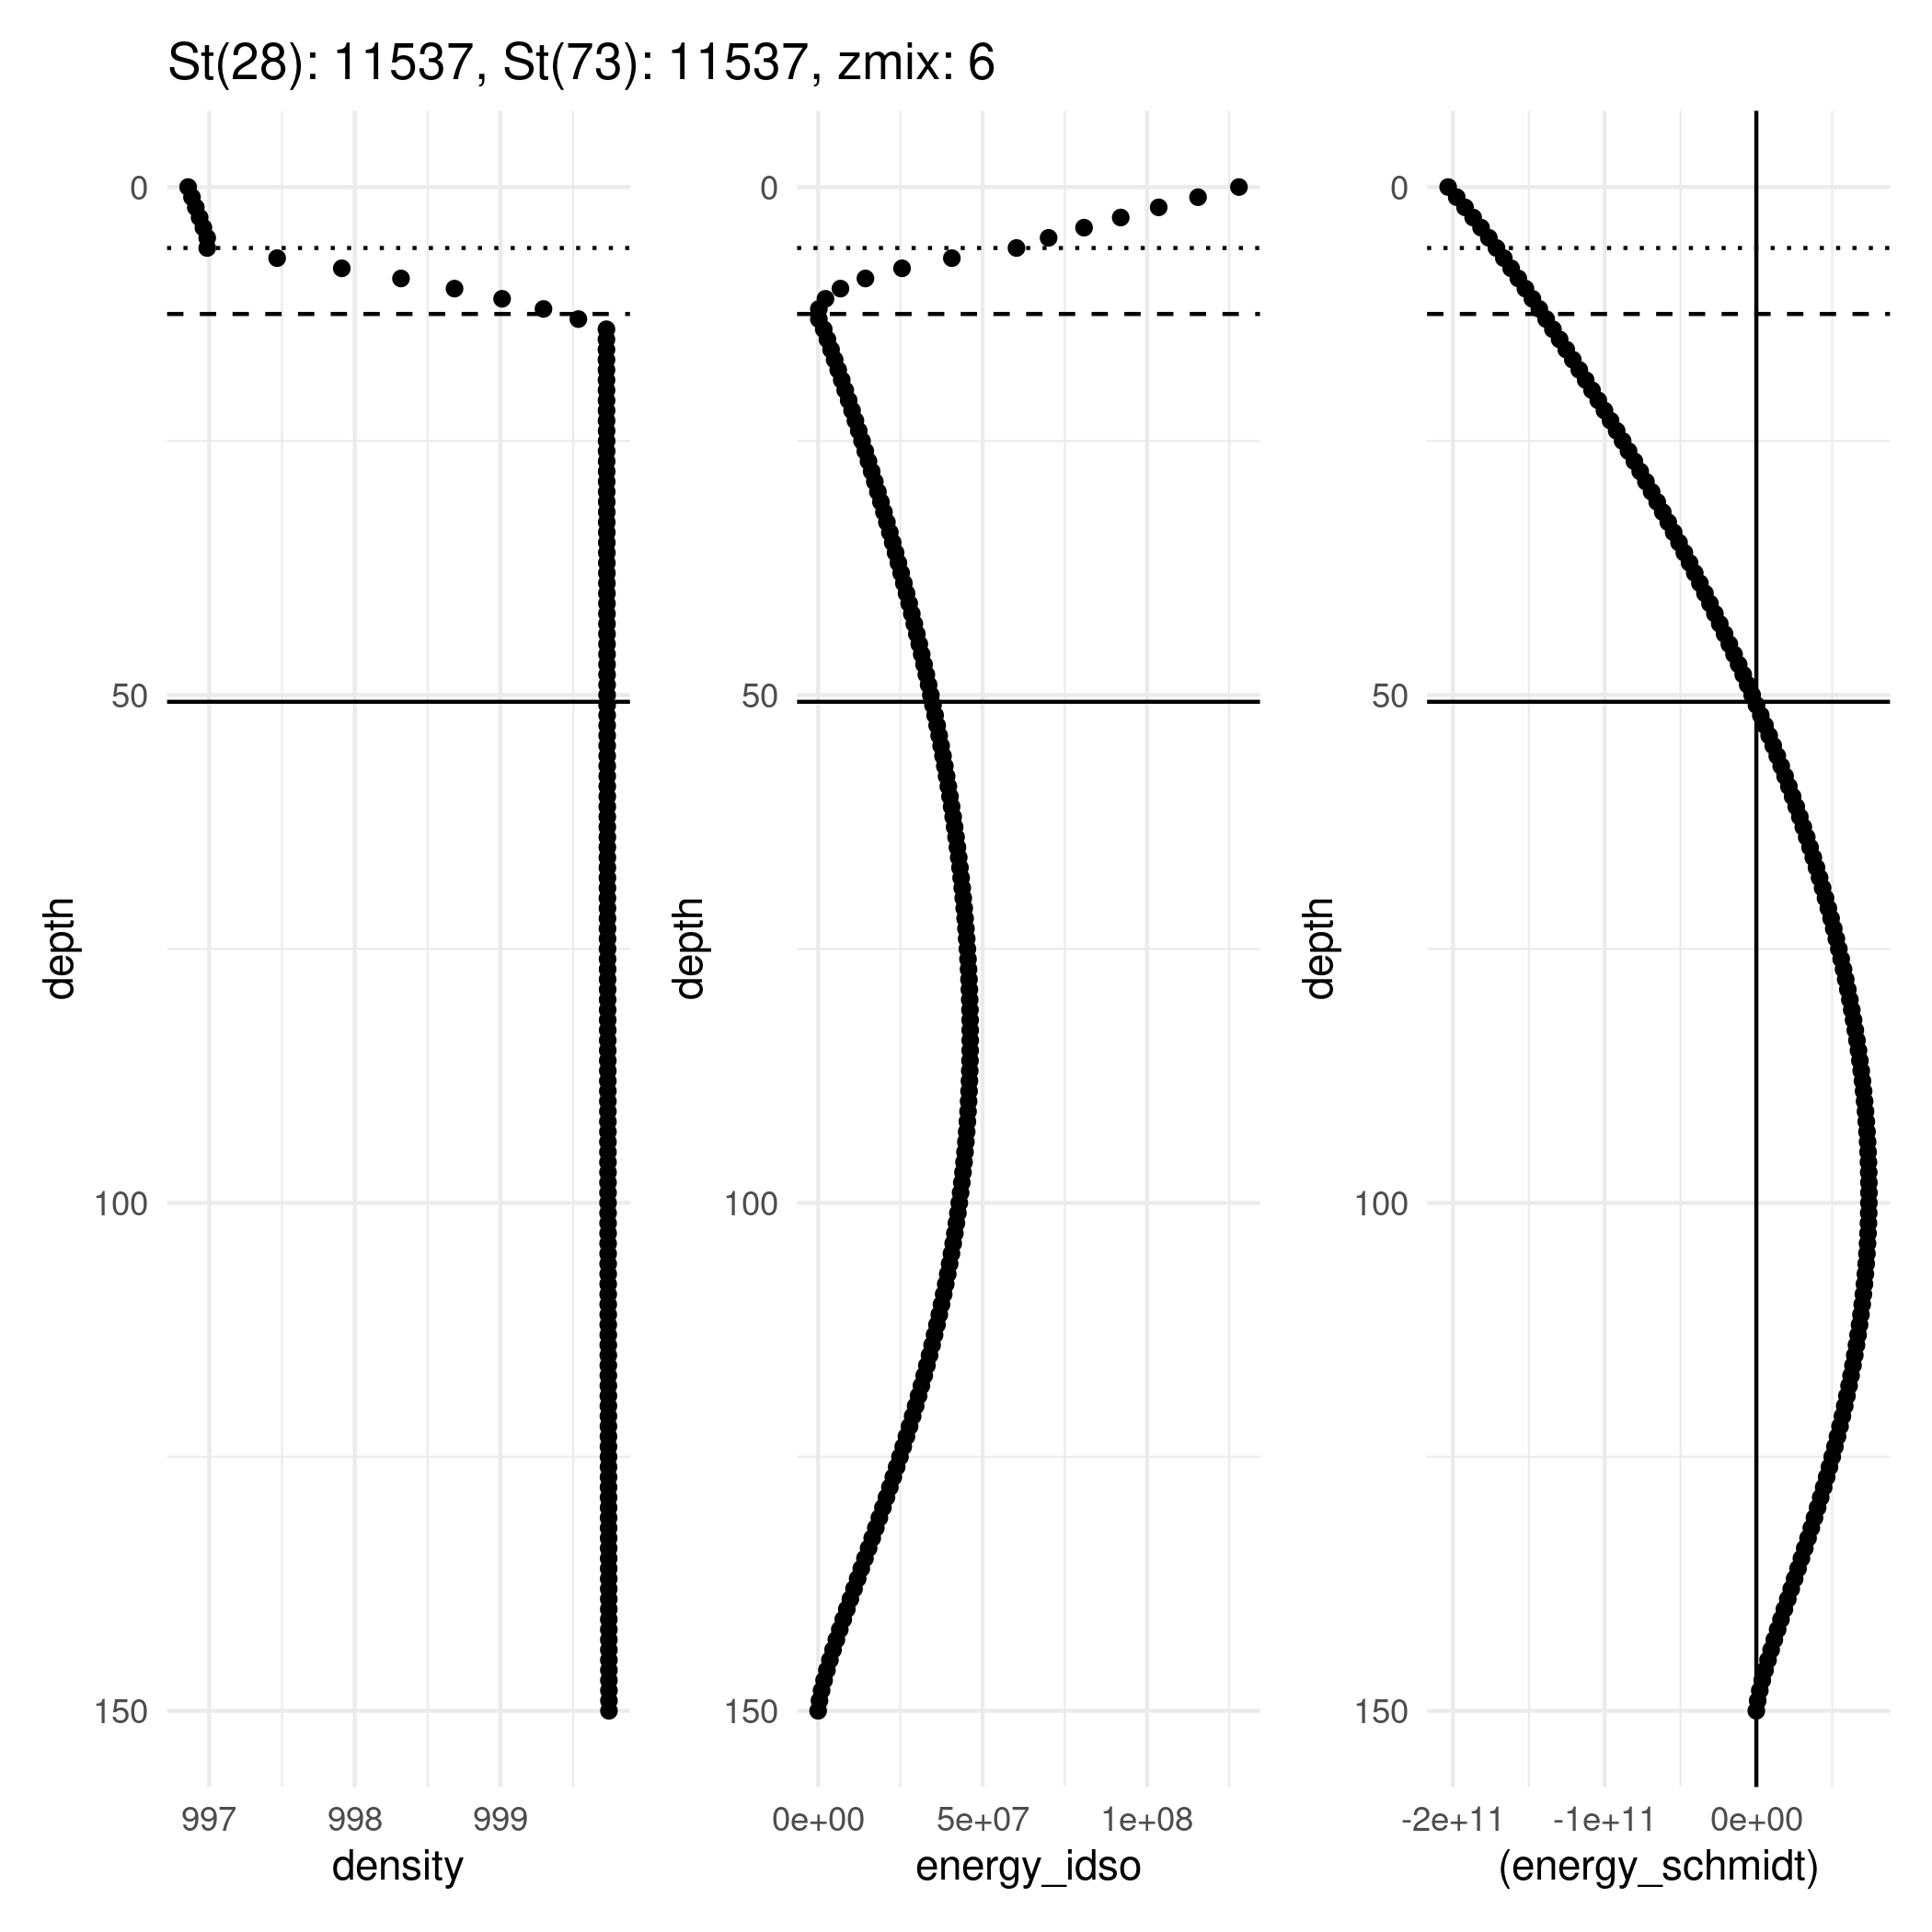 St(28): 11537, St(73): 11537, zmix: 6
0
50
100
150
depth
997 998 999
density
0
50
100
150
depth
0e+00 5e+07 1e+08
energy_idso
0
50
100
150
depth
-2e+11 -1e+11 0e+00
(energy_schmidt)